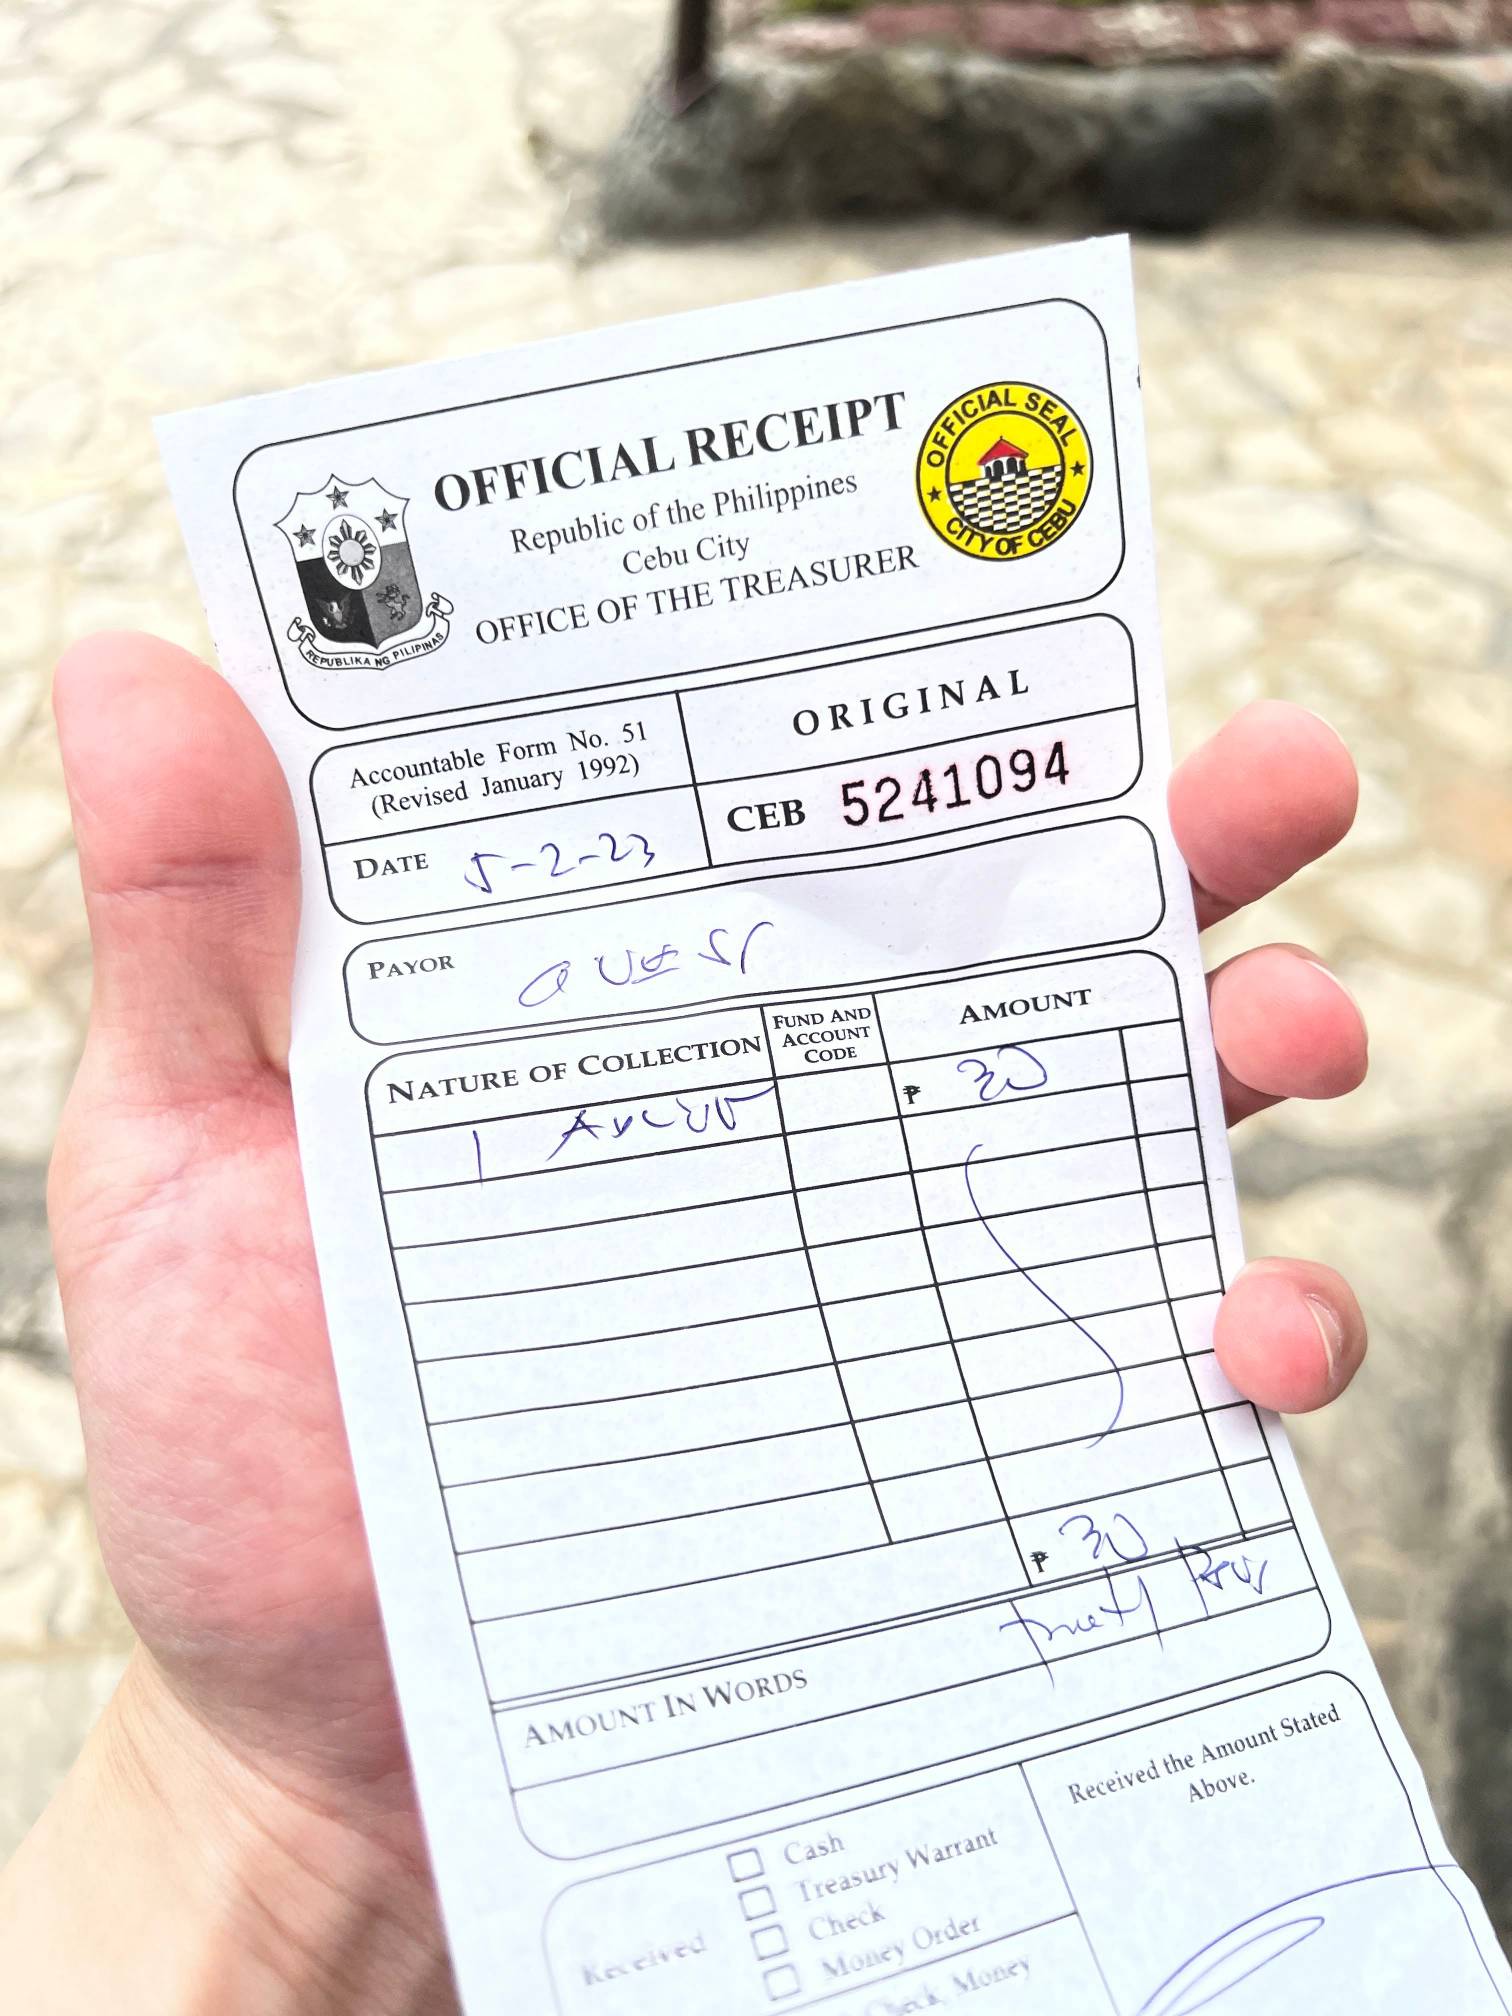 OFFICIAL RECEIPT
Republic of the Philippines
Cebu City
OFFICE OF THE TREASURER
REPUBLIKA NG PILIPINAS
OFFICIAL SEAL
CITY OF CEBU
Accountable Form No. 51
(Revised January 1992)
ORIGINAL
CEB 5241094
DATE 5-2-23
PAYOR
NATURE OF COLLECTION
FUND AND ACCOUNT CODE
AMOUNT
1
₱ 30
₱ 30
AMOUNT IN WORDS
Received the Amount Stated
Above.
Received
Cash
Treasury Warrant
Check
Money Order
Check, Money